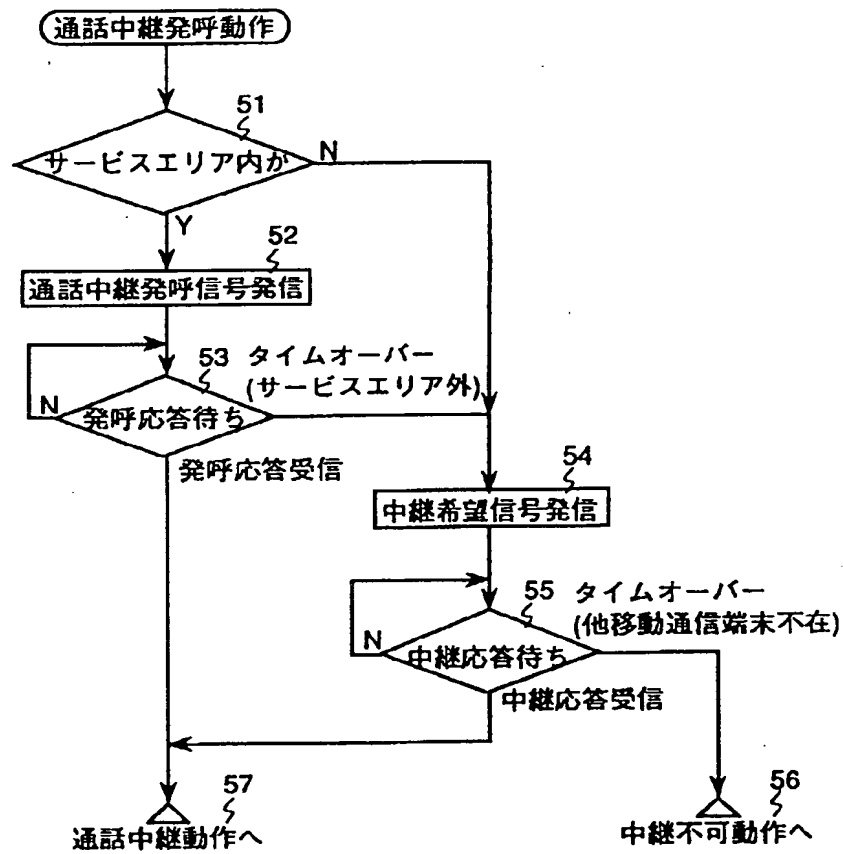 通話中継発呼動作
51
サービスエリア内か
N
Y
52
通話中継発呼信号発信
53
タイムオーバー
(サービスエリア外)
N
発呼応答待ち
発呼応答受信
54
中継希望信号発信
55
タイムオーバー
(他移動通信端末不在)
N
中継応答待ち
中継応答受信
57
通話中継動作へ
56
中継不可動作へ